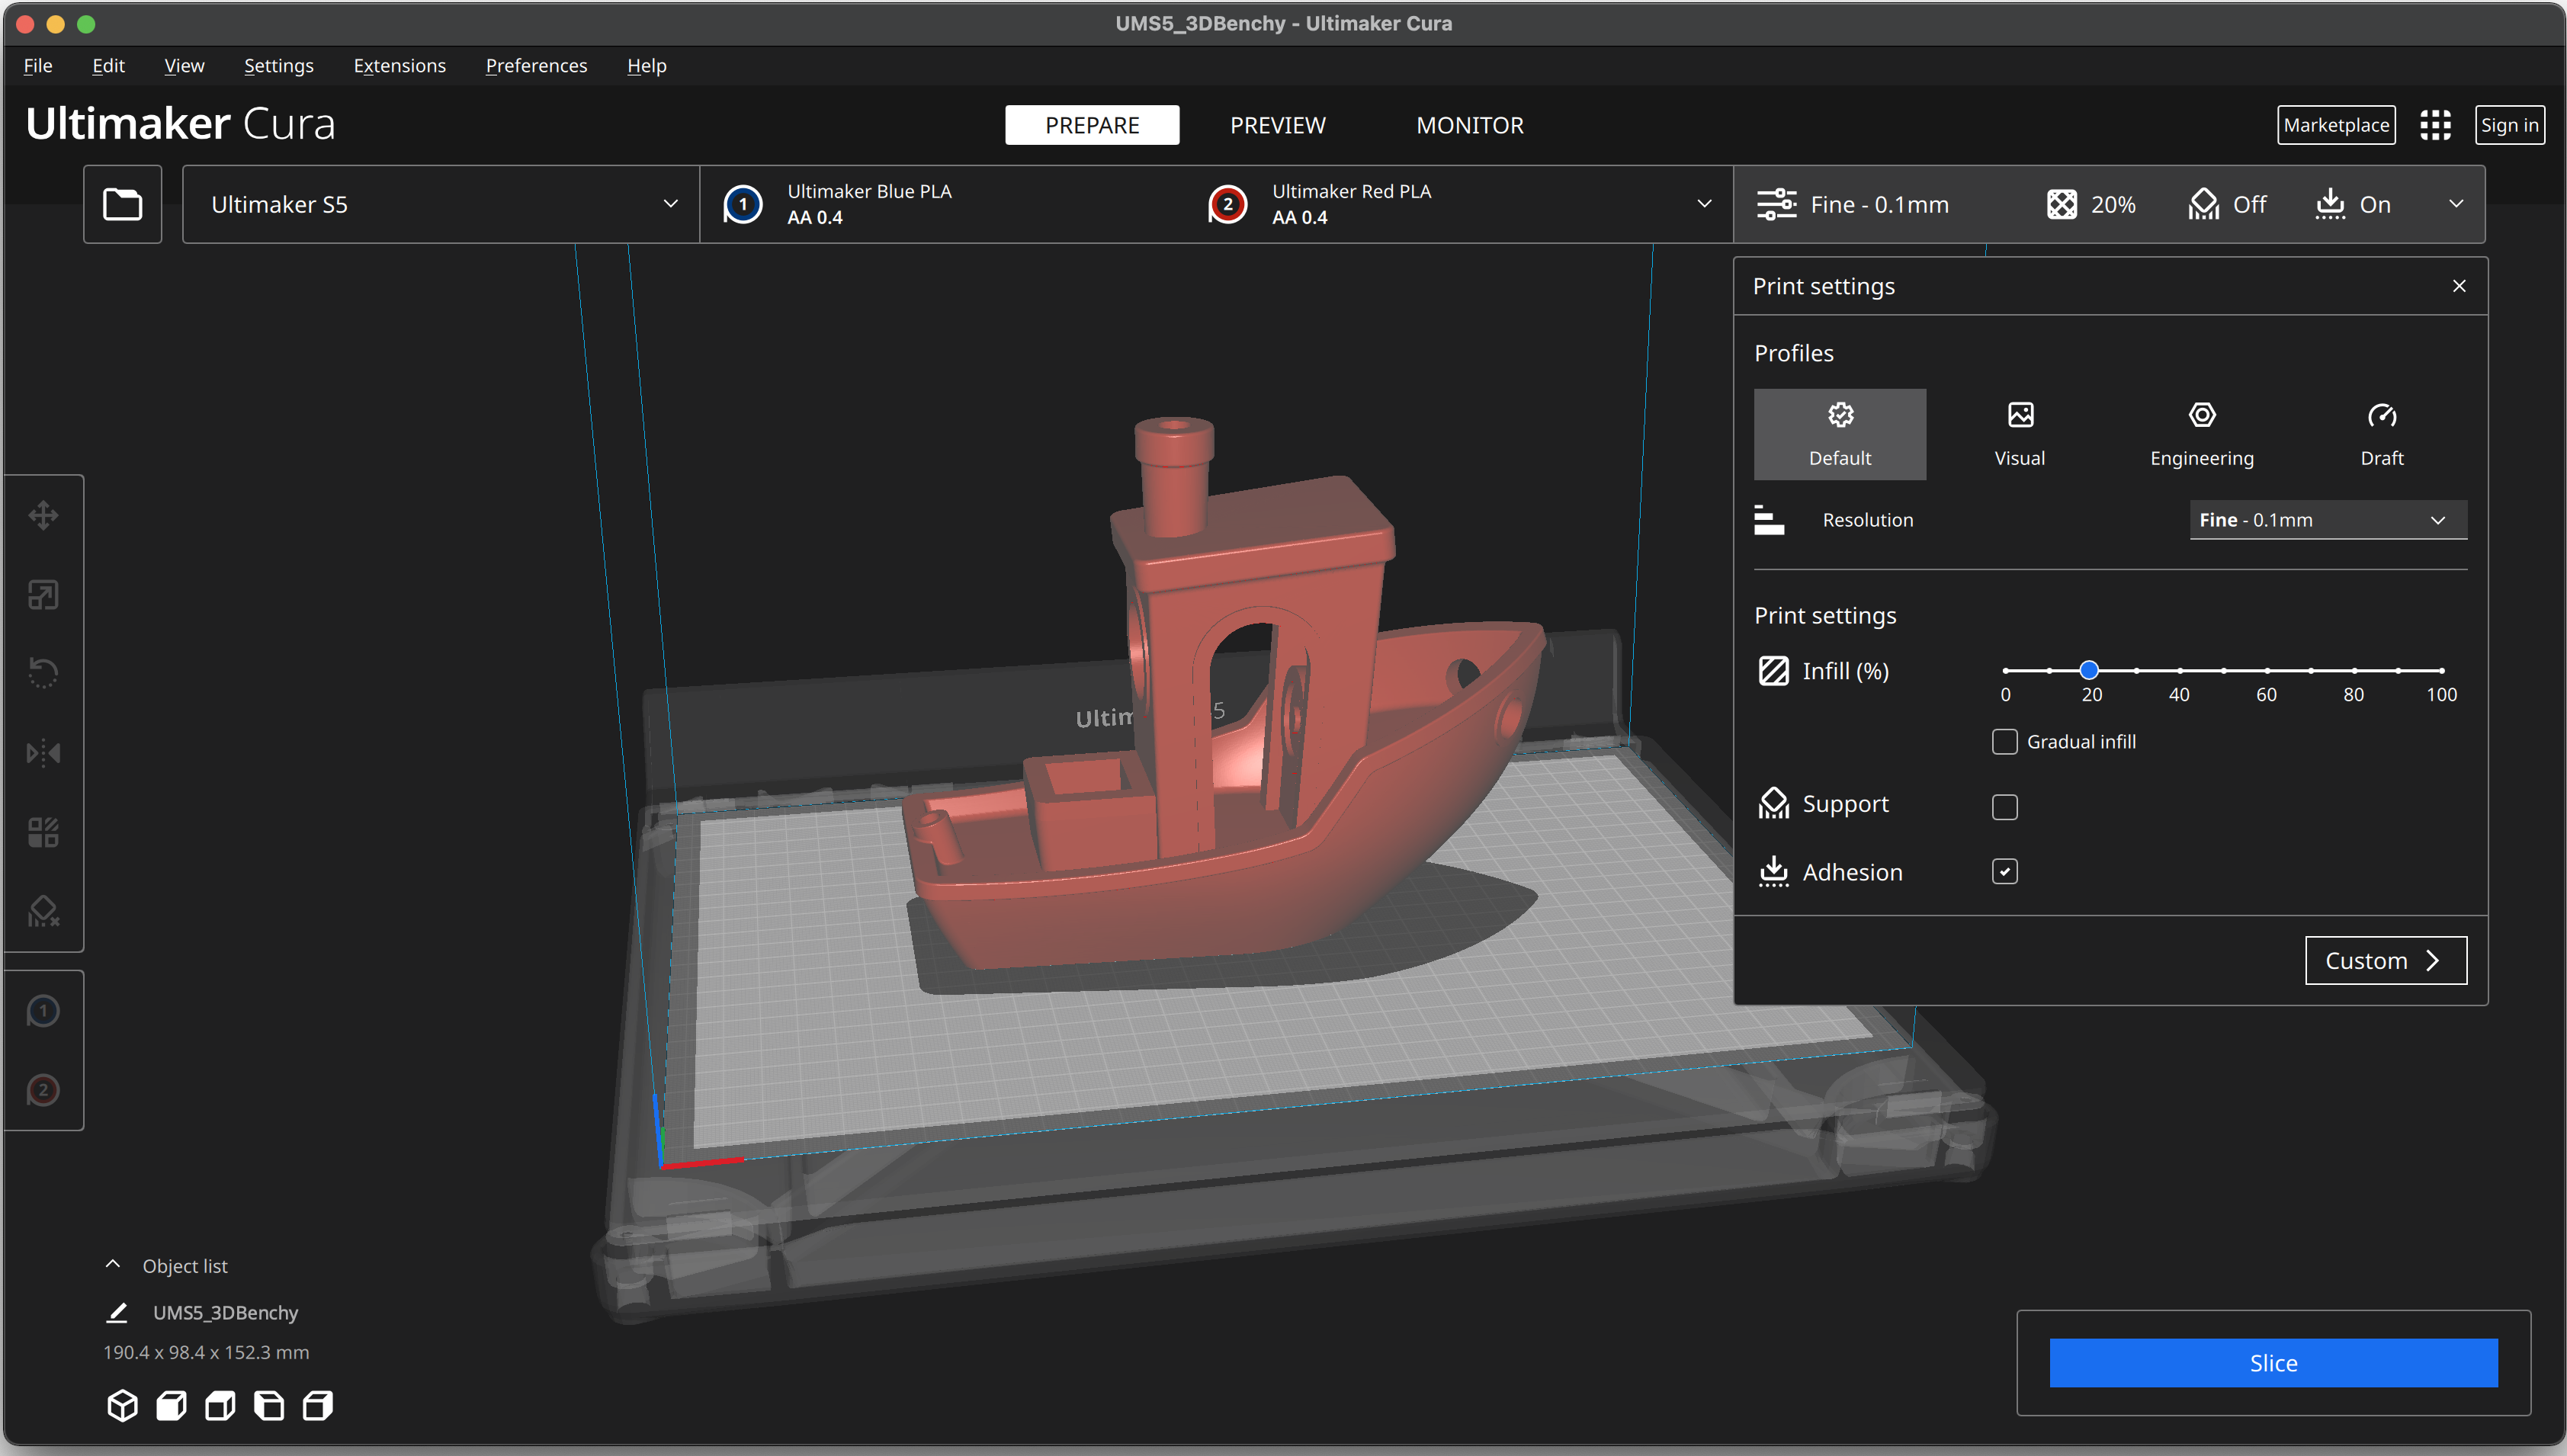 UMS5_3DBenchy - Ultimaker Cura
File Edit View Settings Extensions Preferences Help
Ultimaker Cura
PREPARE PREVIEW MONITOR
Marketplace
Sign in
Ultimaker S5
1
Ultimaker Blue PLA
AA 0.4
2
Ultimaker Red PLA
AA 0.4
Fine - 0.1mm
20%
Off
On
Print settings
Profiles
Default Visual Engineering Draft
Resolution
Fine - 0.1mm
Print settings
Infill (%)
0 20 40 60 80 100
Gradual infill
Support
Adhesion
Custom
Ultim 5
1
2
Object list
UMS5_3DBenchy
190.4 x 98.4 x 152.3 mm
Slice